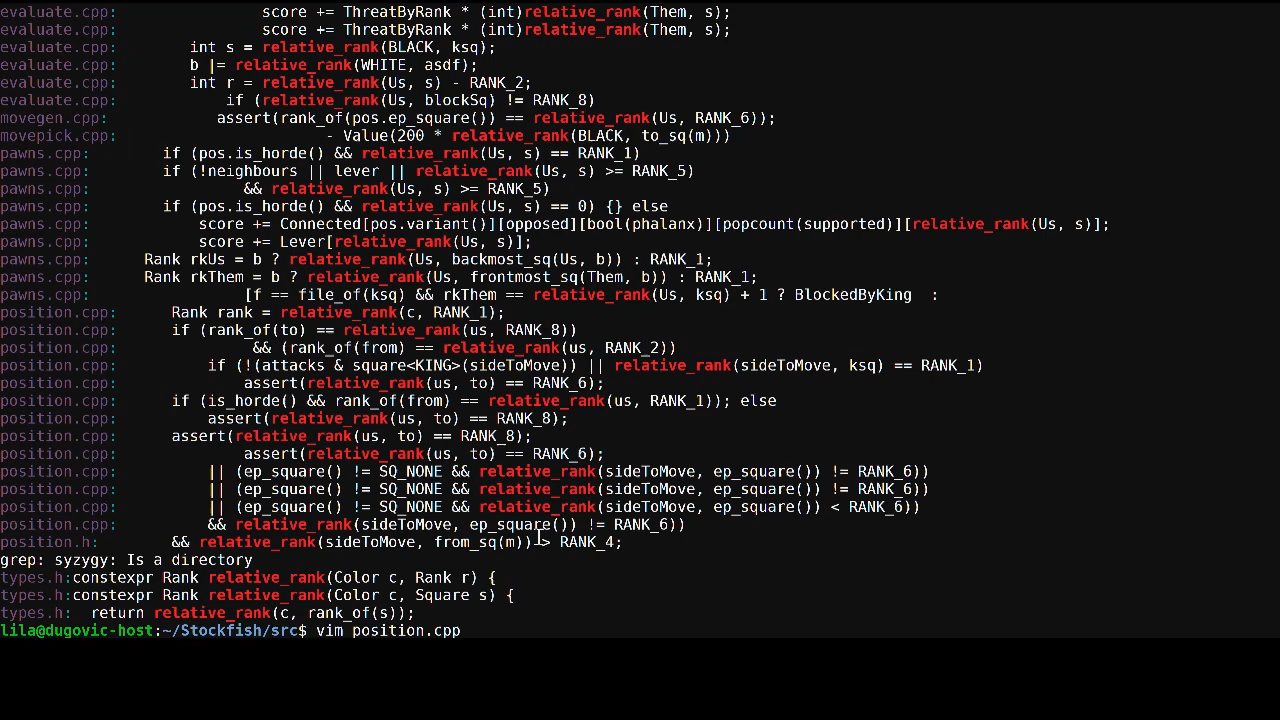 evaluate.cpp:                score += ThreatByRank * (int)relative_rank(Them, s);
evaluate.cpp:                score += ThreatByRank * (int)relative_rank(Them, s);
evaluate.cpp:        int s = relative_rank(BLACK, ksq);
evaluate.cpp:        b |= relative_rank(WHITE, asdf);
evaluate.cpp:        int r = relative_rank(Us, s) - RANK_2;
evaluate.cpp:            if (relative_rank(Us, blockSq) != RANK_8)
movegen.cpp:            assert(rank_of(pos.ep_square()) == relative_rank(Us, RANK_6));
movepick.cpp:                       - Value(200 * relative_rank(BLACK, to_sq(m)))
pawns.cpp:        if (pos.is_horde() && relative_rank(Us, s) == RANK_1)
pawns.cpp:        if (!neighbours || lever || relative_rank(Us, s) >= RANK_5)
pawns.cpp:                 && relative_rank(Us, s) >= RANK_5)
pawns.cpp:        if (pos.is_horde() && relative_rank(Us, s) == 0) {} else
pawns.cpp:            score += Connected[pos.variant()][opposed][bool(phalanx)][popcount(supported)][relative_rank(Us, s)];
pawns.cpp:            score += Lever[relative_rank(Us, s)];
pawns.cpp:      Rank rkUs = b ? relative_rank(Us, backmost_sq(Us, b)) : RANK_1;
pawns.cpp:      Rank rkThem = b ? relative_rank(Us, frontmost_sq(Them, b)) : RANK_1;
pawns.cpp:                 [f == file_of(ksq) && rkThem == relative_rank(Us, ksq) + 1 ? BlockedByKing  :
position.cpp:      Rank rank = relative_rank(c, RANK_1);
position.cpp:      if (rank_of(to) == relative_rank(us, RANK_8))
position.cpp:               && (rank_of(from) == relative_rank(us, RANK_2))
position.cpp:          if (!(attacks & square<KING>(sideToMove)) || relative_rank(sideToMove, ksq) == RANK_1)
position.cpp:              assert(relative_rank(us, to) == RANK_6);
position.cpp:      if (is_horde() && rank_of(from) == relative_rank(us, RANK_1)); else
position.cpp:          assert(relative_rank(us, to) == RANK_8);
position.cpp:      assert(relative_rank(us, to) == RANK_8);
position.cpp:              assert(relative_rank(us, to) == RANK_6);
position.cpp:          || (ep_square() != SQ_NONE && relative_rank(sideToMove, ep_square()) != RANK_6))
position.cpp:          || (ep_square() != SQ_NONE && relative_rank(sideToMove, ep_square()) != RANK_6))
position.cpp:          || (ep_square() != SQ_NONE && relative_rank(sideToMove, ep_square()) < RANK_6))
position.cpp:          && relative_rank(sideToMove, ep_square()) != RANK_6))
position.h:        && relative_rank(sideToMove, from_sq(m)) > RANK_4;
grep: syzygy: Is a directory
types.h:constexpr Rank relative_rank(Color c, Rank r) {
types.h:constexpr Rank relative_rank(Color c, Square s) {
types.h:  return relative_rank(c, rank_of(s));
lila@dugovic-host:~/Stockfish/src$ vim position.cpp